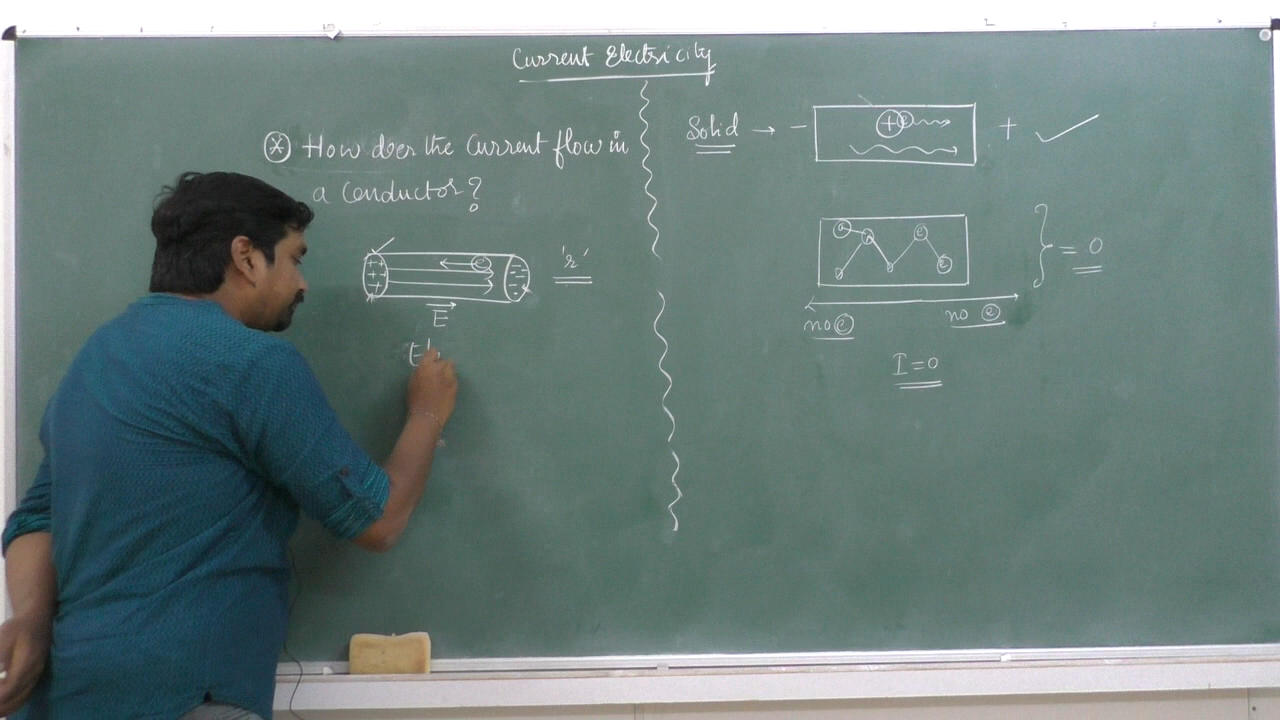 Current Electricity
* How does the current flow in
a conductor?
'r'
E
Solid → - + e + ✓
e e e e
} = 0
no e no e
I = 0